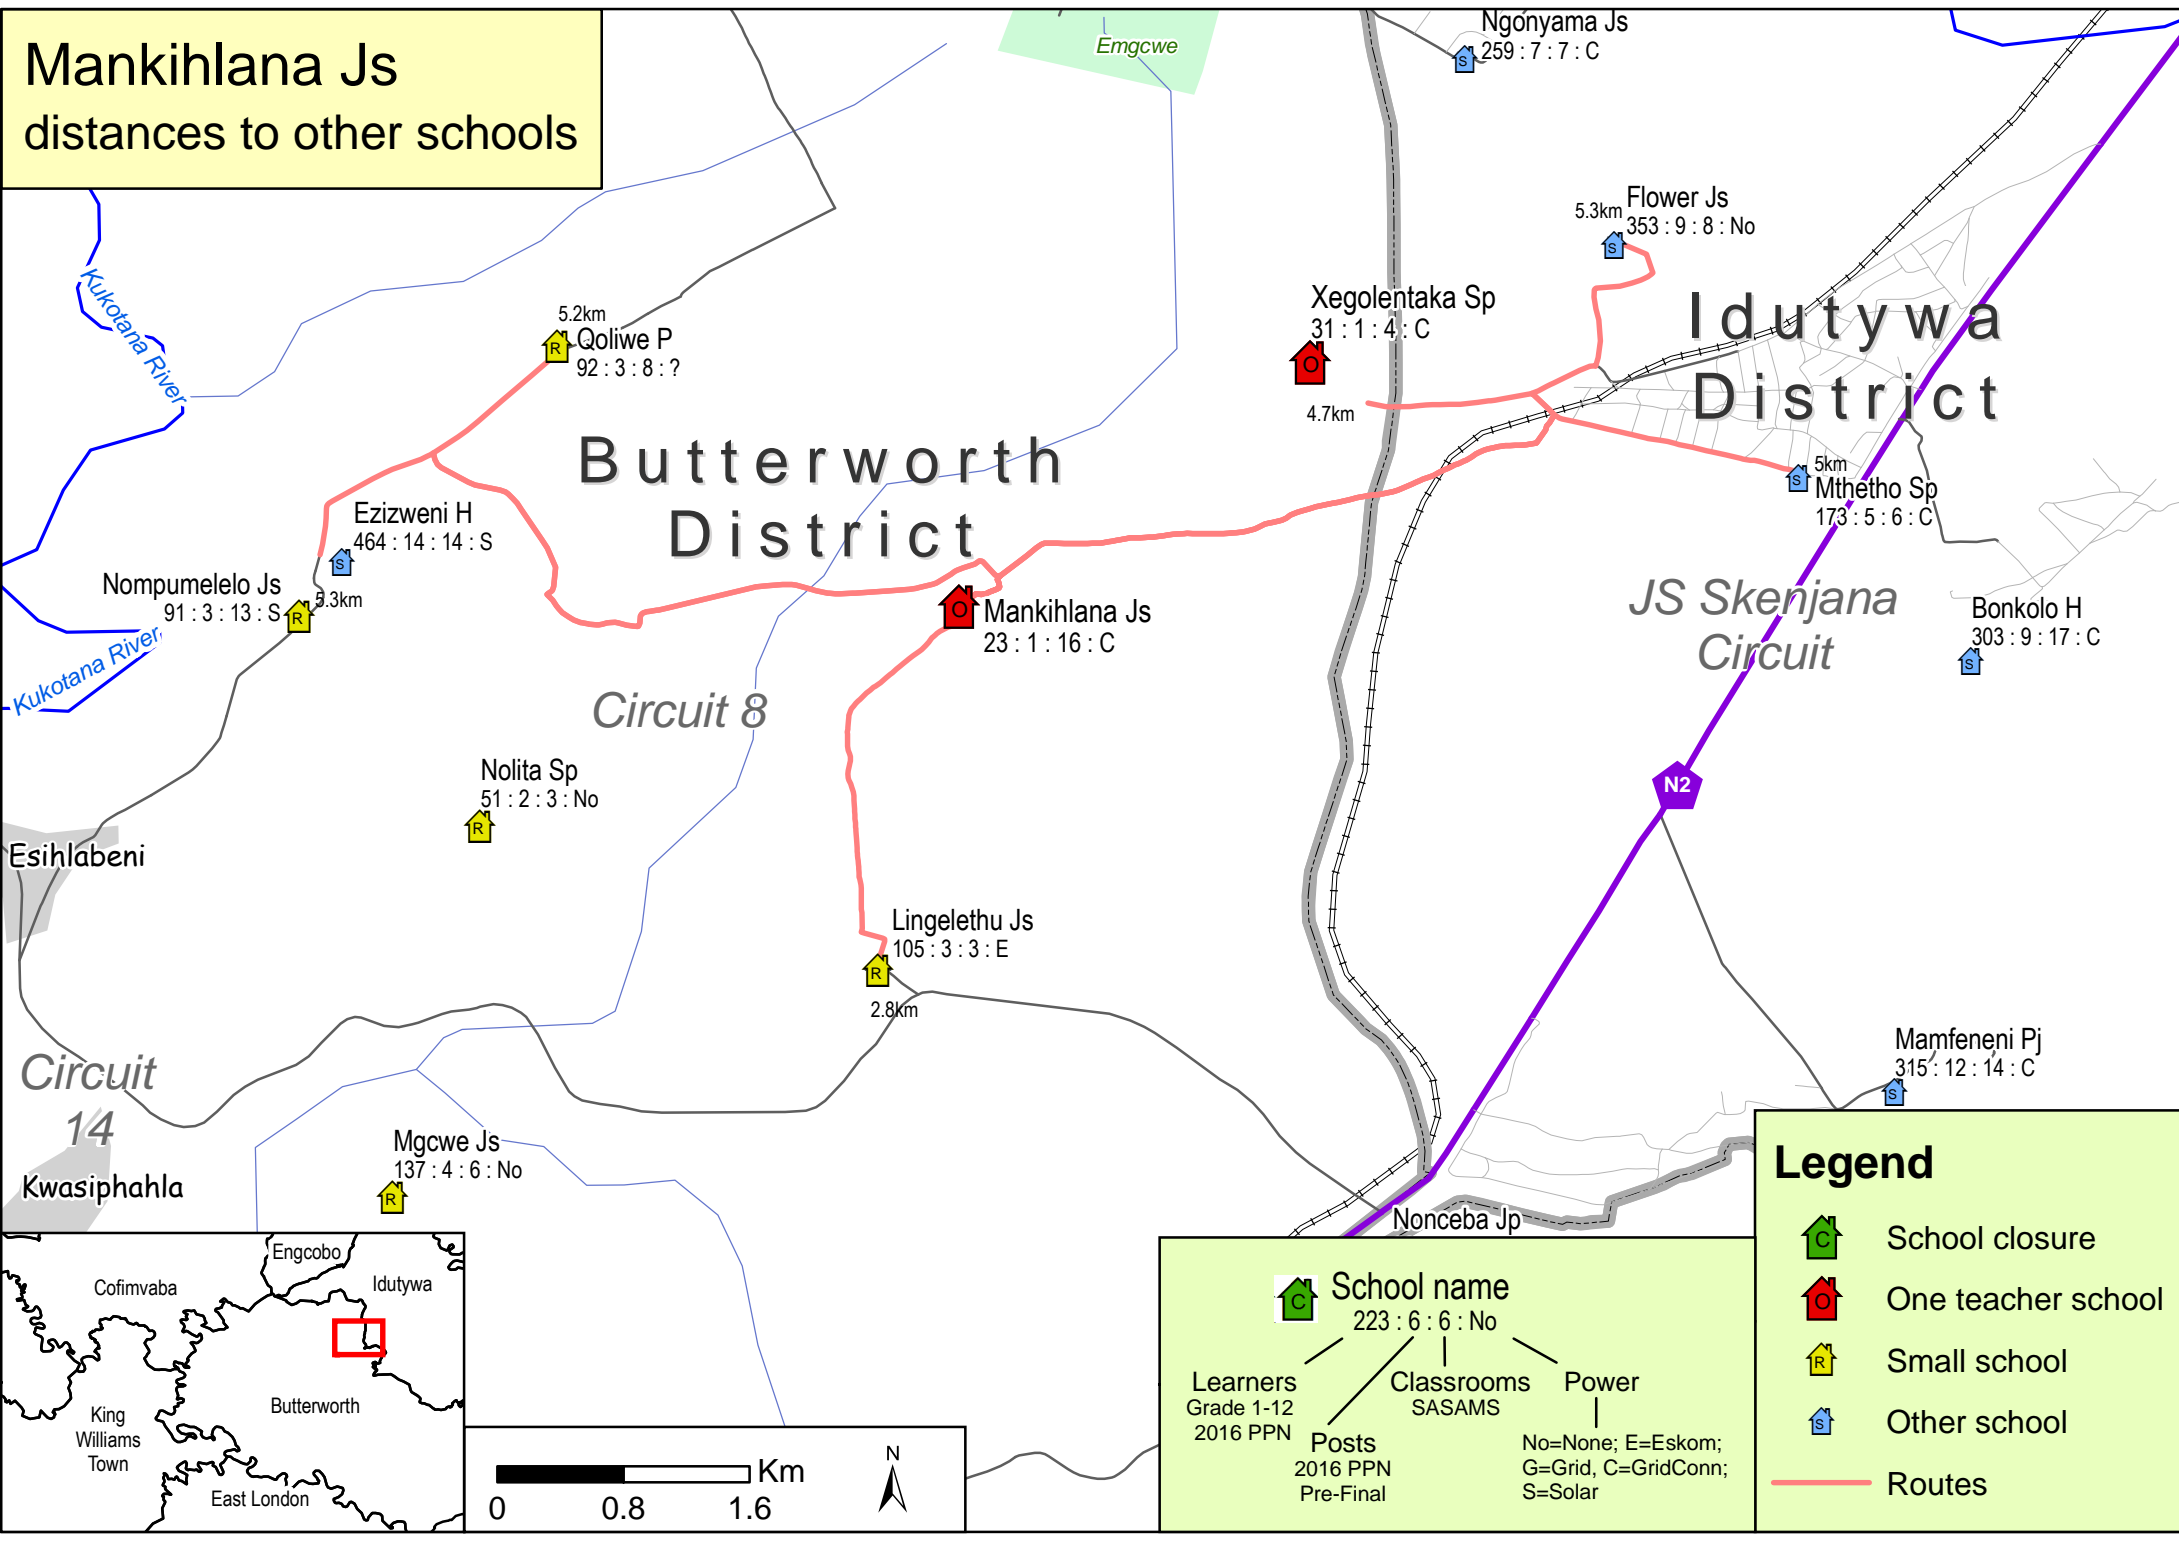 Mankihlana Js
distances to other schools
Emgcwe
Ngonyama Js
259 : 7 : 7 : C
Kukotana River
5.3km
Flower Js
353 : 9 : 8 : No
Xegolentaka Sp
31 : 1 : 4 : C
4.7km
Idutywa
District
5.2km
Qoliwe P
92 : 3 : 8 : ?
Butterworth
District
5km
Mthetho Sp
173 : 5 : 6 : C
Ezizweni H
464 : 14 : 14 : S
Nompumelelo Js
91 : 3 : 13 : S
5.3km
Mankihlana Js
23 : 1 : 16 : C
JS Skenjana
Circuit
Bonkolo H
303 : 9 : 17 : C
Kukotana River
Circuit 8
Nolita Sp
51 : 2 : 3 : No
N2
Esihlabeni
Lingelethu Js
105 : 3 : 3 : E
2.8km
Circuit
14
Mamfeneni Pj
315 : 12 : 14 : C
Mgcwe Js
137 : 4 : 6 : No
Kwasiphahla
Nonceba Jp
Engcobo
Cofimvaba
Idutywa
Butterworth
King
Williams
Town
East London
Km
0 0.8 1.6
N
C School name
223 : 6 : 6 : No
Learners
Grade 1-12
2016 PPN
Posts
2016 PPN
Pre-Final
Classrooms
SASAMS
Power
No=None; E=Eskom;
G=Grid, C=GridConn;
S=Solar
Legend
C School closure
O One teacher school
R Small school
S Other school
Routes